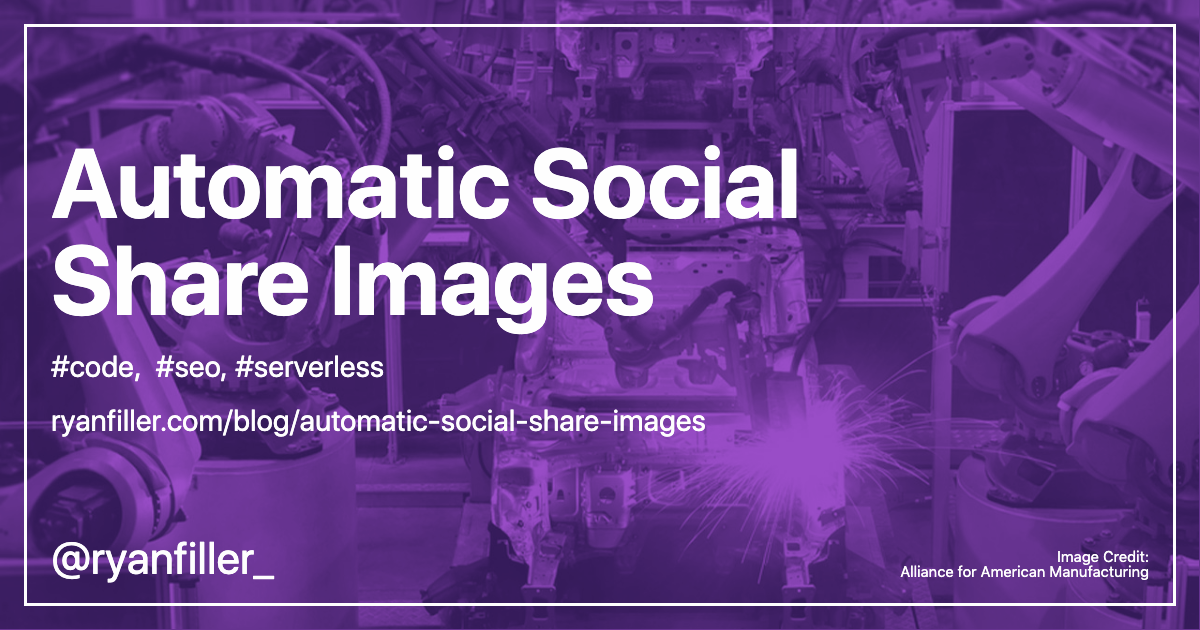 Automatic Social
Share Images
#code,  #seo, #serverless
ryanfiller.com/blog/automatic-social-share-images
@ryanfiller_
Image Credit:
Alliance for American Manufacturing